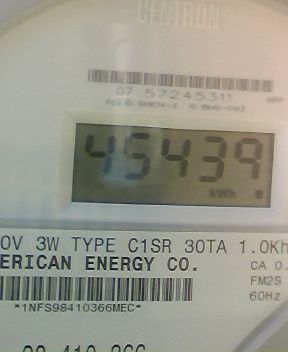 CENTRON
07 57245311
45439
kWh
0V 3W TYPE C1SR 30TA 1.0Kh
ERICAN ENERGY CO.
CA 0.
FM2S
60Hz
*1NFS98410366MEC*